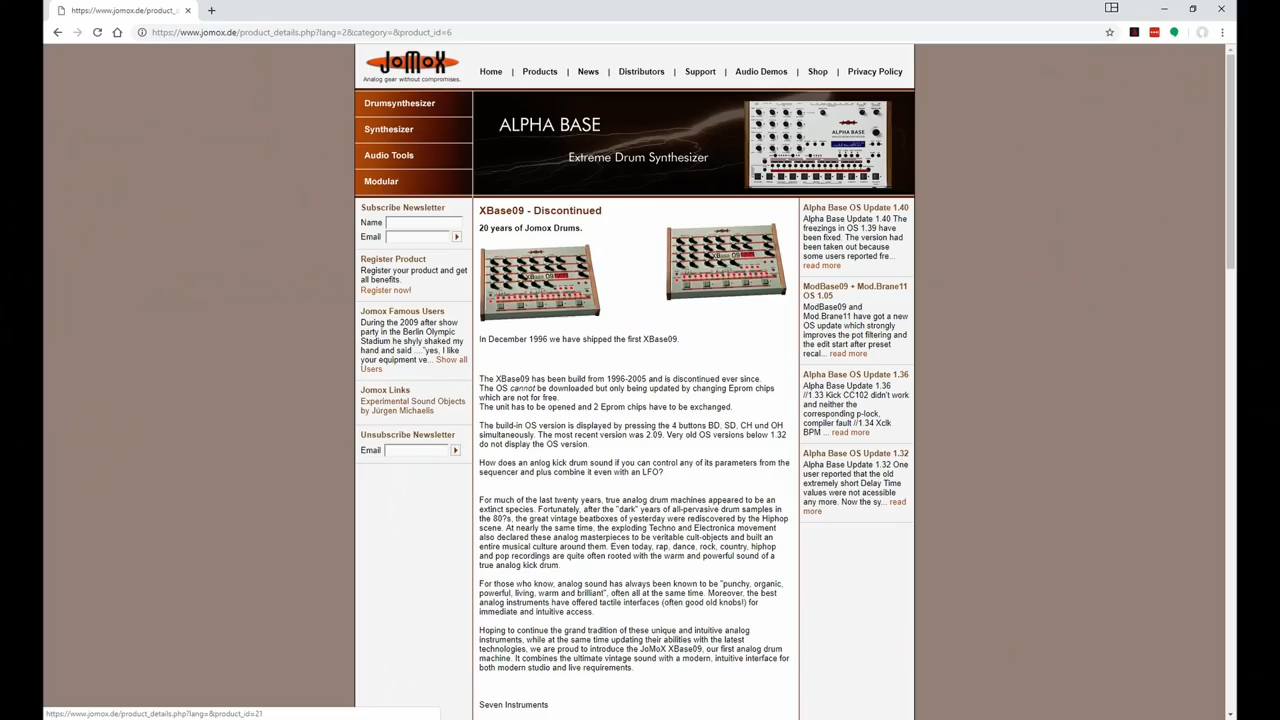 https://www.jomox.de/product_d
https://www.jomox.de/product_details.php?lang=2&category=&product_id=6
JoMoX
Analog gear without compromises.
Home | Products | News | Distributors | Support | Audio Demos | Shop | Privacy Policy
Drumsynthesizer
Synthesizer
Audio Tools
Modular
ALPHA BASE
Extreme Drum Synthesizer
ALPHA BASE
Subscribe Newsletter
Name
Email
Register Product
Register your product and get
all benefits.
Register now!
Jomox Famous Users
During the 2009 after show
party in the Berlin Olympic
Stadium he shyly shaked my
hand and said ...."yes, I like
your equipment ve... Show all
Users
Jomox Links
Experimental Sound Objects
by Jürgen Michaelis
Unsubscribe Newsletter
Email
XBase09 - Discontinued
20 years of Jomox Drums.
In December 1996 we have shipped the first XBase09.
The XBase09 has been build from 1996-2005 and is discontinued ever since.
The OS cannot be downloaded but only being updated by changing Eprom chips
which are not for free.
The unit has to be opened and 2 Eprom chips have to be exchanged.
The build-in OS version is displayed by pressing the 4 buttons BD, SD, CH und OH
simultaneously. The most recent version was 2.09. Very old OS versions below 1.32
do not display the OS version.
How does an anlog kick drum sound if you can control any of its parameters from the
sequencer and plus combine it even with an LFO?
For much of the last twenty years, true analog drum machines appeared to be an
extinct species. Fortunately, after the "dark" years of all-pervasive drum samples in
the 80?s, the great vintage beatboxes of yesterday were rediscovered by the Hiphop
scene. At nearly the same time, the exploding Techno and Electronica movement
also declared these analog masterpieces to be veritable cult-objects and built an
entire musical culture around them. Even today, rap, dance, rock, country, hiphop
and pop recordings are quite often rooted with the warm and powerful sound of a
true analog kick drum.
For those who know, analog sound has always been known to be "punchy, organic,
powerful, living, warm and brilliant", often all at the same time. Moreover, the best
analog instruments have offered tactile interfaces (often good old knobs!) for
immediate and intuitive access.
Hoping to continue the grand tradition of these unique and intuitive analog
instruments, while at the same time updating their abilities with the latest
technologies, we are proud to introduce the JoMoX XBase09, our first analog drum
machine. It combines the ultimate vintage sound with a modern, intuitive interface for
both modern studio and live requirements.
Seven Instruments
Alpha Base OS Update 1.40
Alpha Base Update 1.40 The
freezings in OS 1.39 have
been fixed. The version had
been taken out because
some users reported fre...
read more
ModBase09 + Mod.Brane11
OS 1.05
ModBase09 and
Mod.Brane11 have got a new
OS update which strongly
improves the pot filtering and
the edit start after preset
recal... read more
Alpha Base OS Update 1.36
Alpha Base Update 1.36
//1.33 Kick CC102 didn't work
and neither the
corresponding p-lock,
compiler fault //1.34 Xclk
BPM ... read more
Alpha Base OS Update 1.32
Alpha Base Update 1.32 One
user reported that the old
extremely short Delay Time
values were not acessible
any more. Now the sy... read
more
https://www.jomox.de/product_details.php?lang=&product_id=21